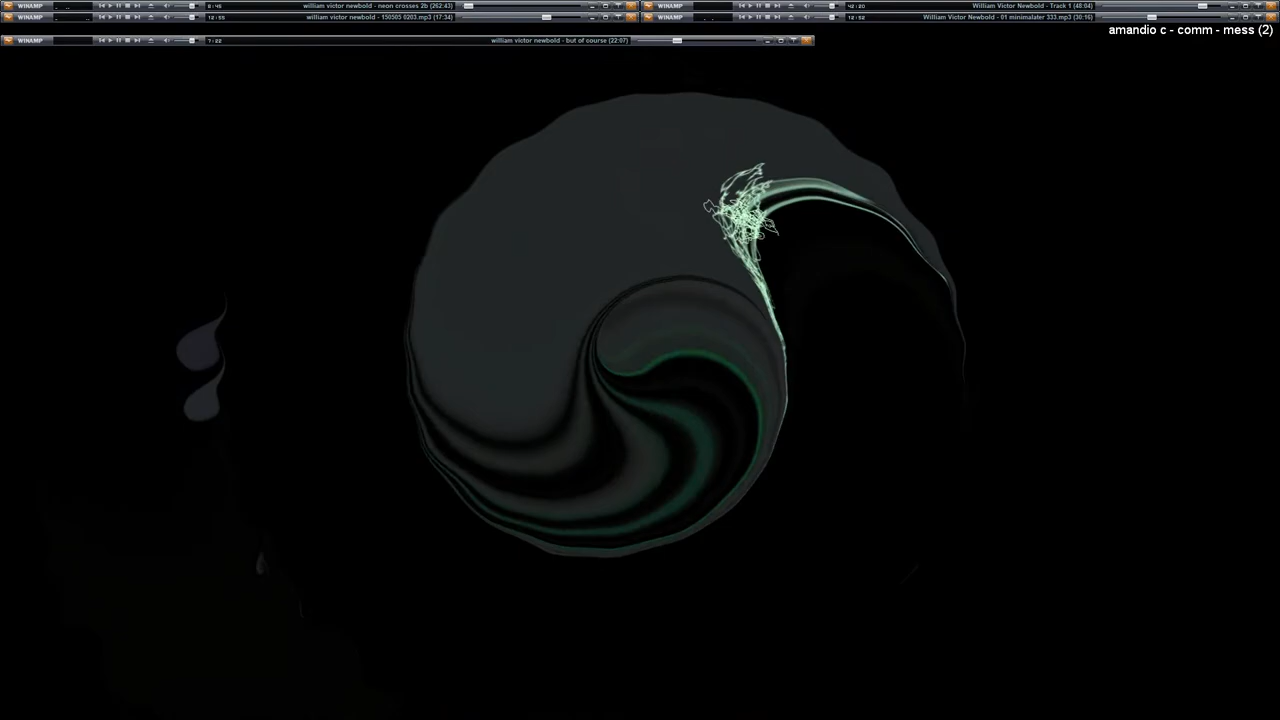 WINAMP 8:45 william victor newbold - neon crosses 2b (262:43)
WINAMP 42:20 William Victor Newbold - Track 1 (48:04)
WINAMP 12:55 william victor newbold - 150505 0203.mp3 (17:34)
WINAMP 12:52 William Victor Newbold - 01 minimalater 333.mp3 (30:16)
amandio c - comm - mess (2)
WINAMP 7:22 william victor newbold - but of course (22:07)